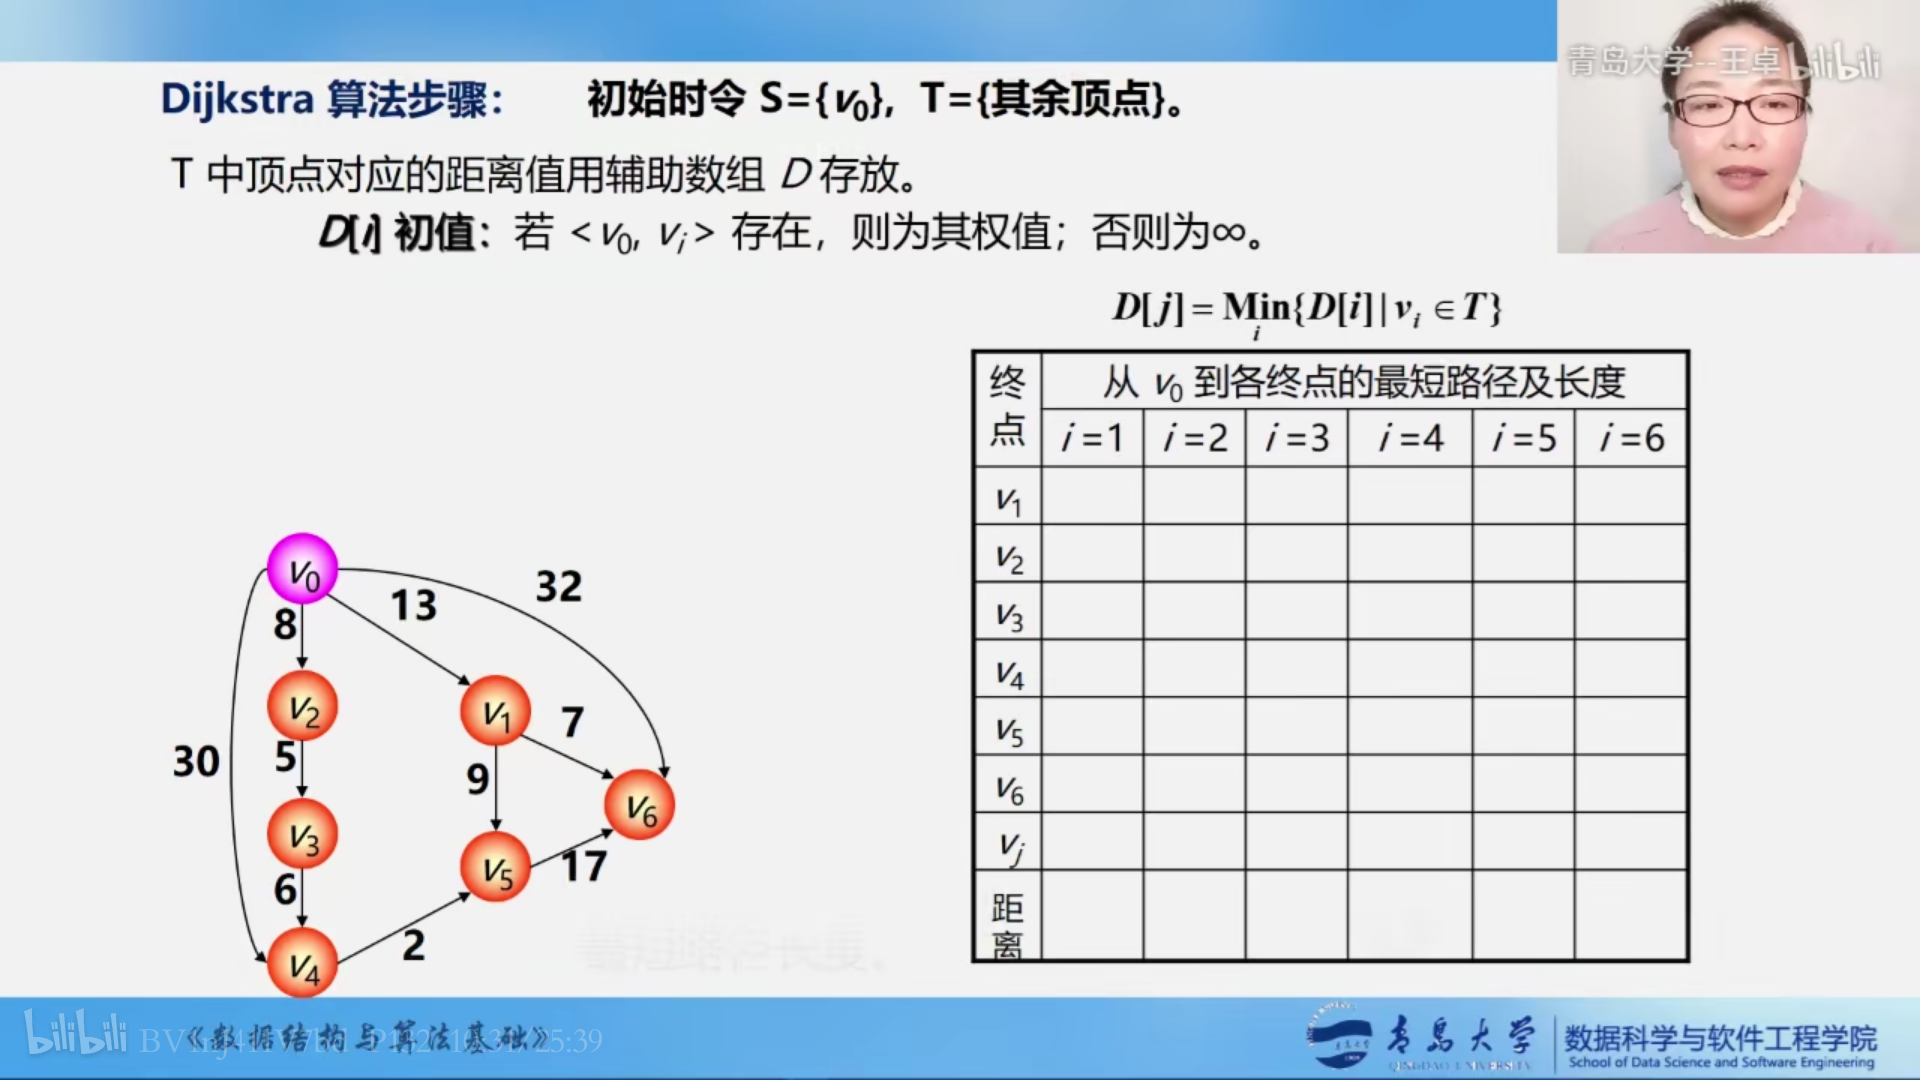 Dijkstra 算法步骤： 初始时令 S={v0}, T={其余顶点}。
T 中顶点对应的距离值用辅助数组 D 存放。
D[i] 初值：若 <v0, vi> 存在，则为其权值；否则为∞。
青岛大学--王卓 bilibili
D[j]=Min{D[i]|vi∈T}
i
终点 从 v0 到各终点的最短路径及长度
i=1 i=2 i=3 i=4 i=5 i=6
v1
v2
v3
v4
v5
v6
vj
距离
v0
8
13
32
v2
v1
7
30
5
9
v3
v6
6
v5
17
v4
2
bilibili
《数据结构与算法基础》
25:39
青岛大学
QINGDAO UNIVERSITY
数据科学与软件工程学院
School of Data Science and Software Engineering